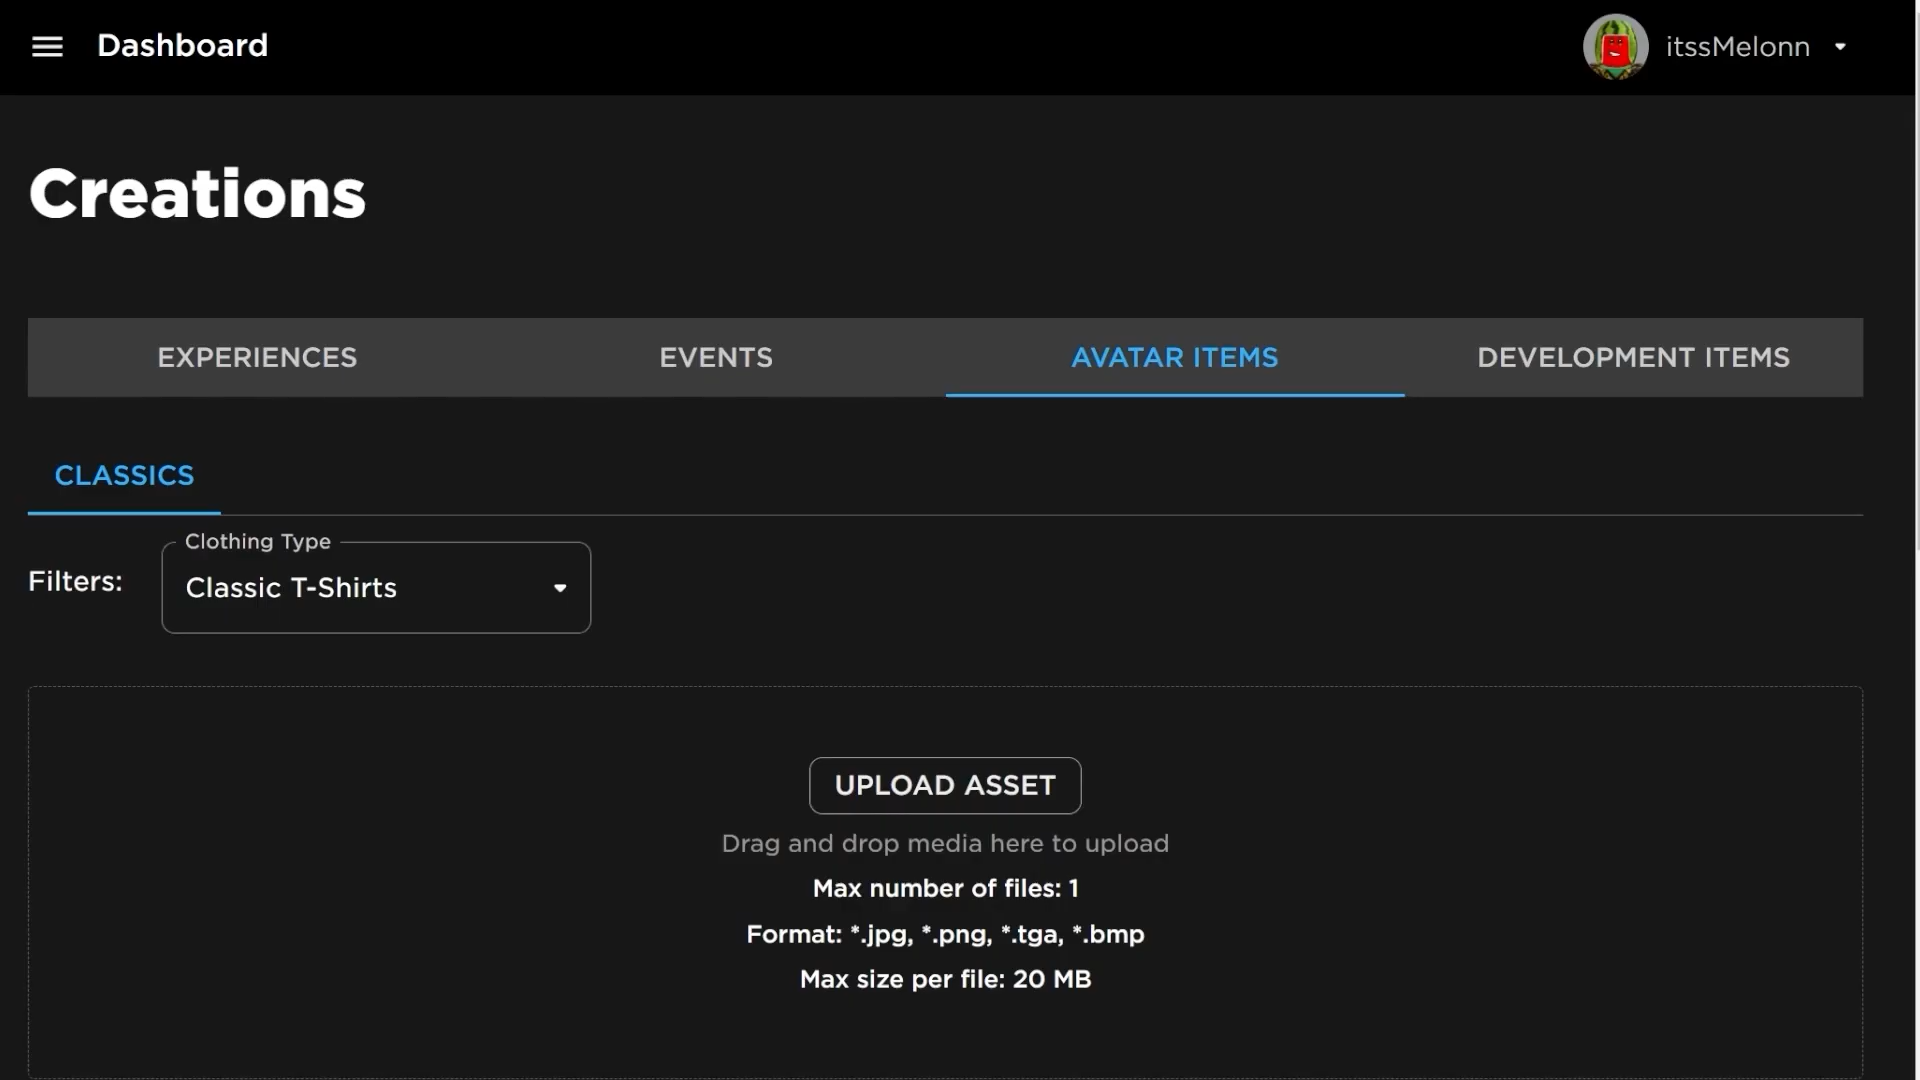 Dashboard
itssMelonn
Creations
EXPERIENCES
EVENTS
AVATAR ITEMS
DEVELOPMENT ITEMS
CLASSICS
Clothing Type
Filters:
Classic T-Shirts
UPLOAD ASSET
Drag and drop media here to upload
Max number of files: 1
Format: *.jpg, *.png, *.tga, *.bmp
Max size per file: 20 MB